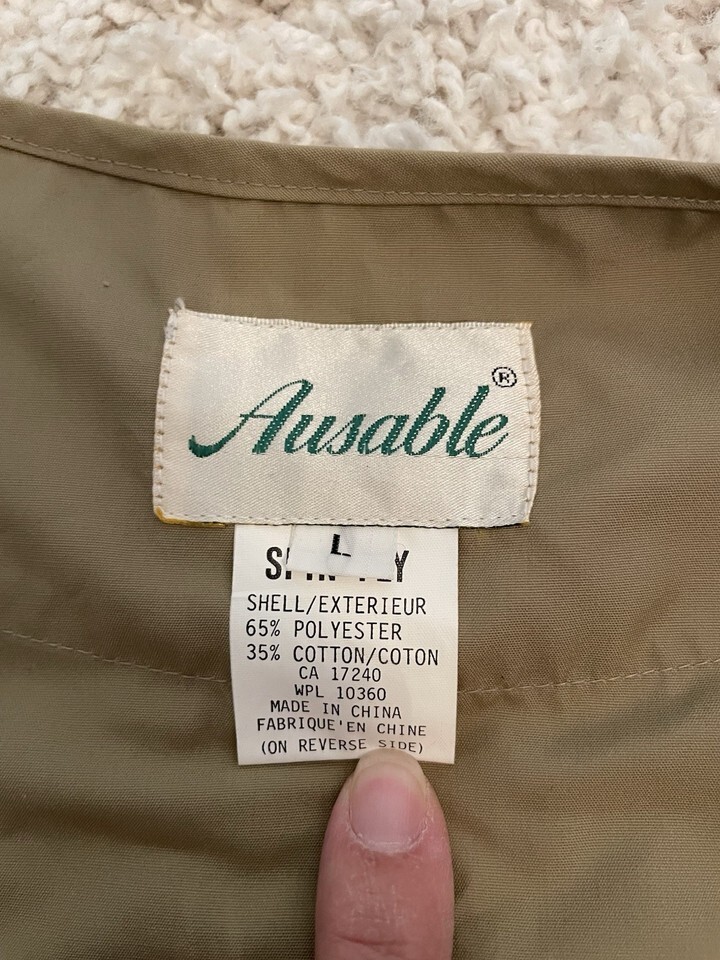 Ausable®
L
SHELL/EXTERIEUR
65% POLYESTER
35% COTTON/COTON
CA 17240
WPL 10360
MADE IN CHINA
FABRIQUE'EN CHINE
(ON REVERSE SIDE)